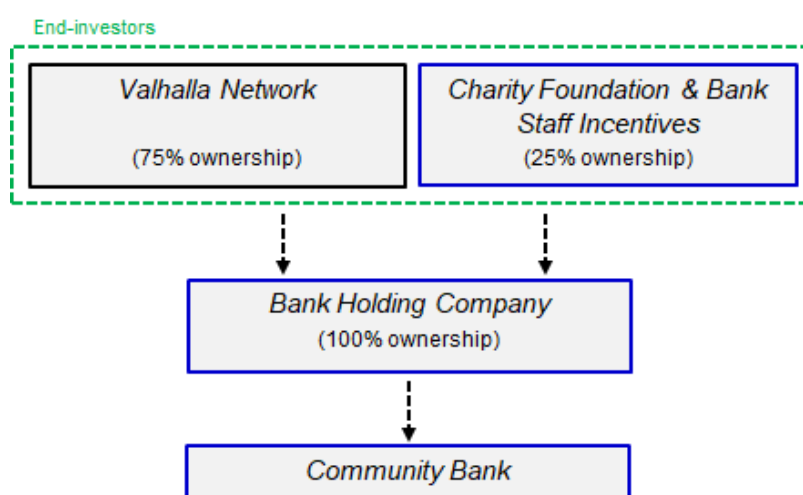 End-investors
Valhalla Network
(75% ownership)
Charity Foundation & Bank
Staff Incentives
(25% ownership)
Bank Holding Company
(100% ownership)
Community Bank